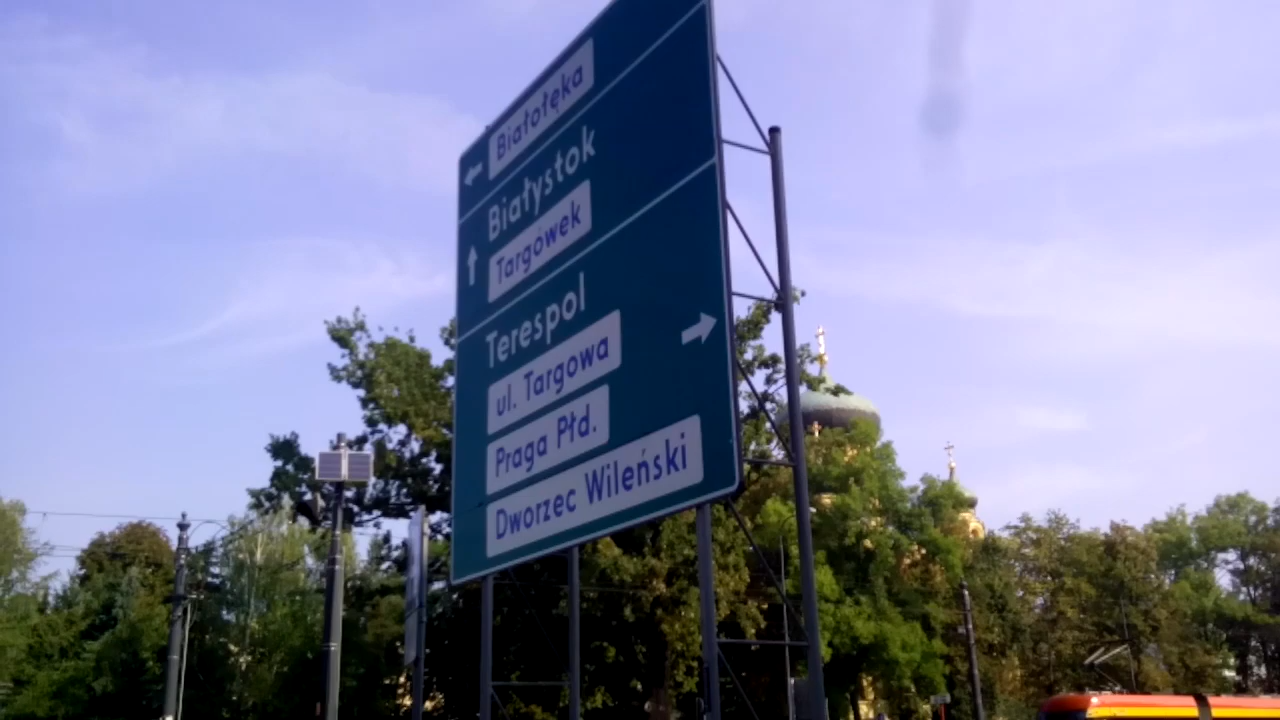 Białołęka
Białystok
Targówek
Terespol
ul. Targowa
Praga Płd.
Dworzec Wileński